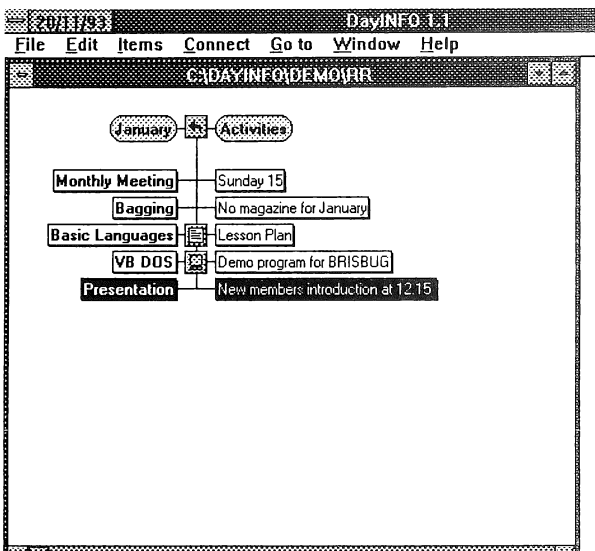 20/11/93 DayINFO 1.1
File Edit Items Connect Go to Window Help
C:\DAYINFO\DEMO\RR
January Activities
Monthly Meeting Sunday 15
Bagging No magazine for January
Basic Languages Lesson Plan
VB DOS Demo program for BRISBUG
Presentation New members introduction at 12.15